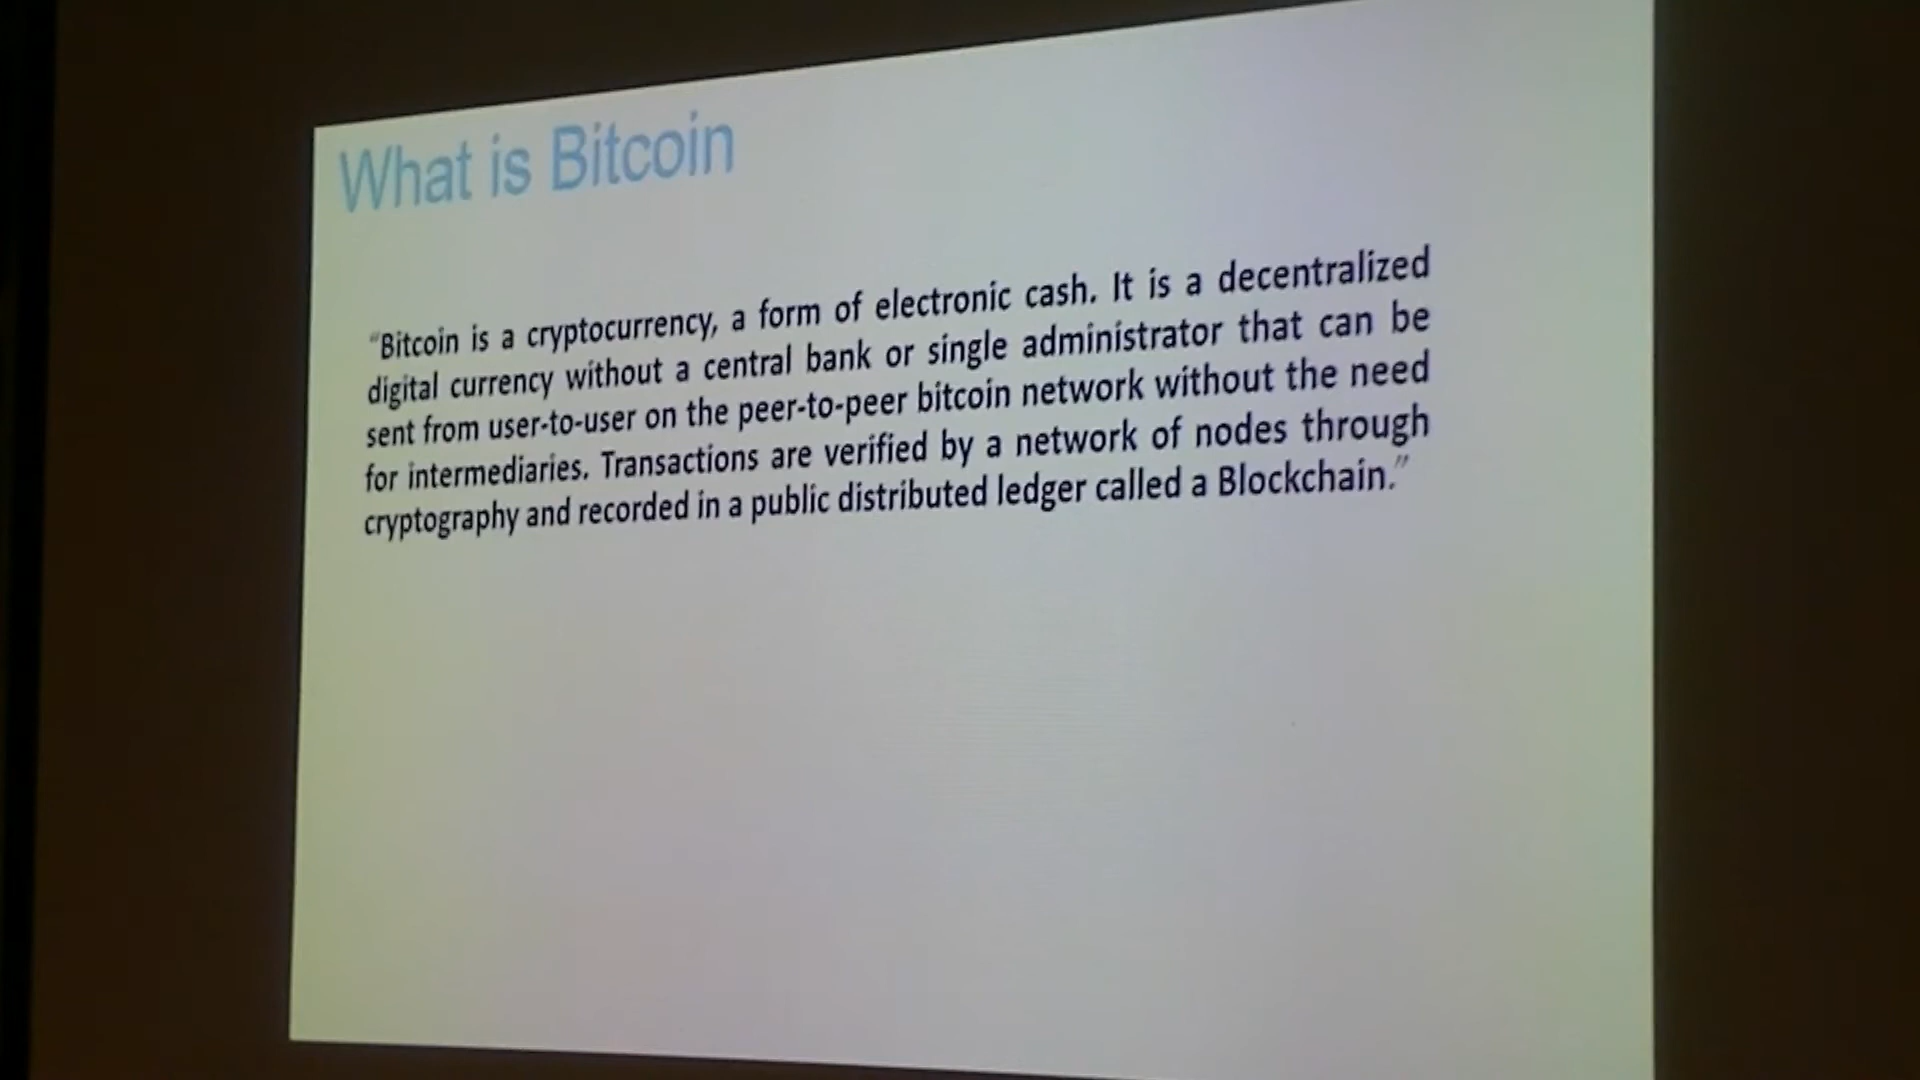 What is Bitcoin
"Bitcoin is a cryptocurrency, a form of electronic cash. It is a decentralized
digital currency without a central bank or single administrator that can be
sent from user-to-user on the peer-to-peer bitcoin network without the need
for intermediaries. Transactions are verified by a network of nodes through
cryptography and recorded in a public distributed ledger called a Blockchain."